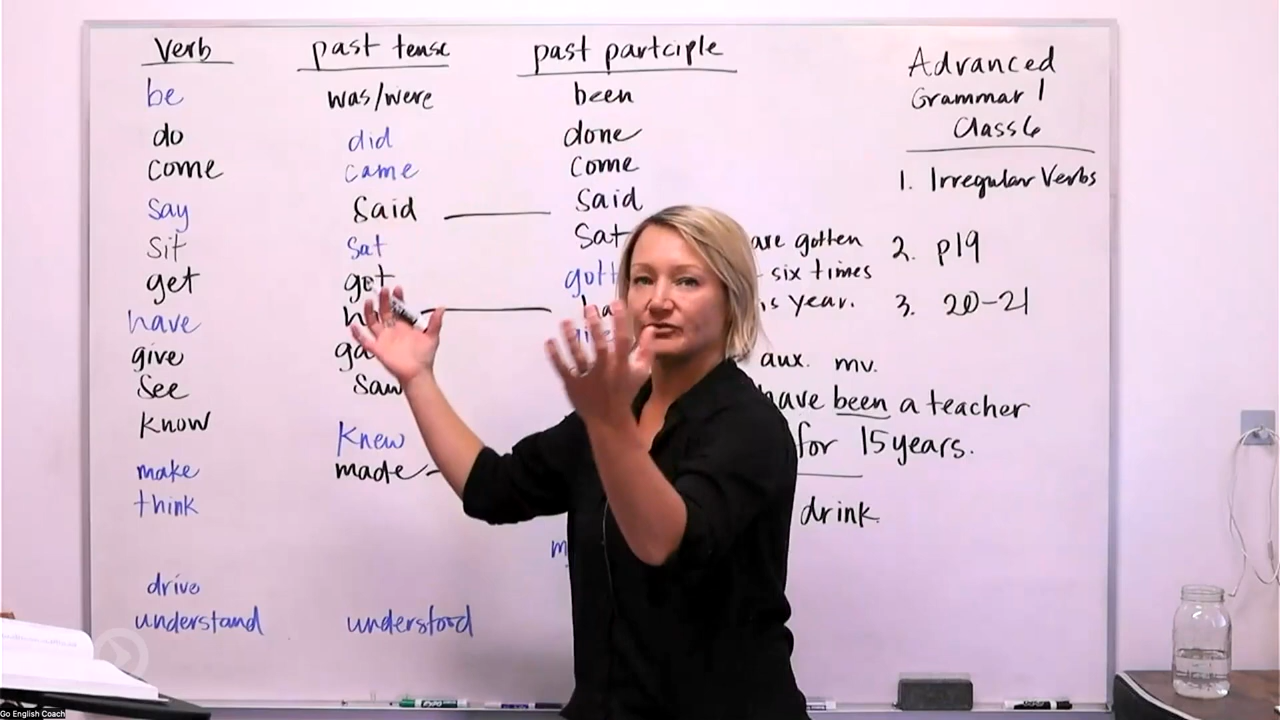 Verb past tense past partciple
be was/were been
do did done
come came come
say said said
sit sat sat
get got
have
give
see saw
know knew
make made
think
drive
understand understood
Advanced
Grammar 1
Class 6
1. Irregular Verbs
2. p19
3. 20-21
gotten
six times
year.
aux. mv.
been a teacher
for 15 years.
drink.
Go English Coach